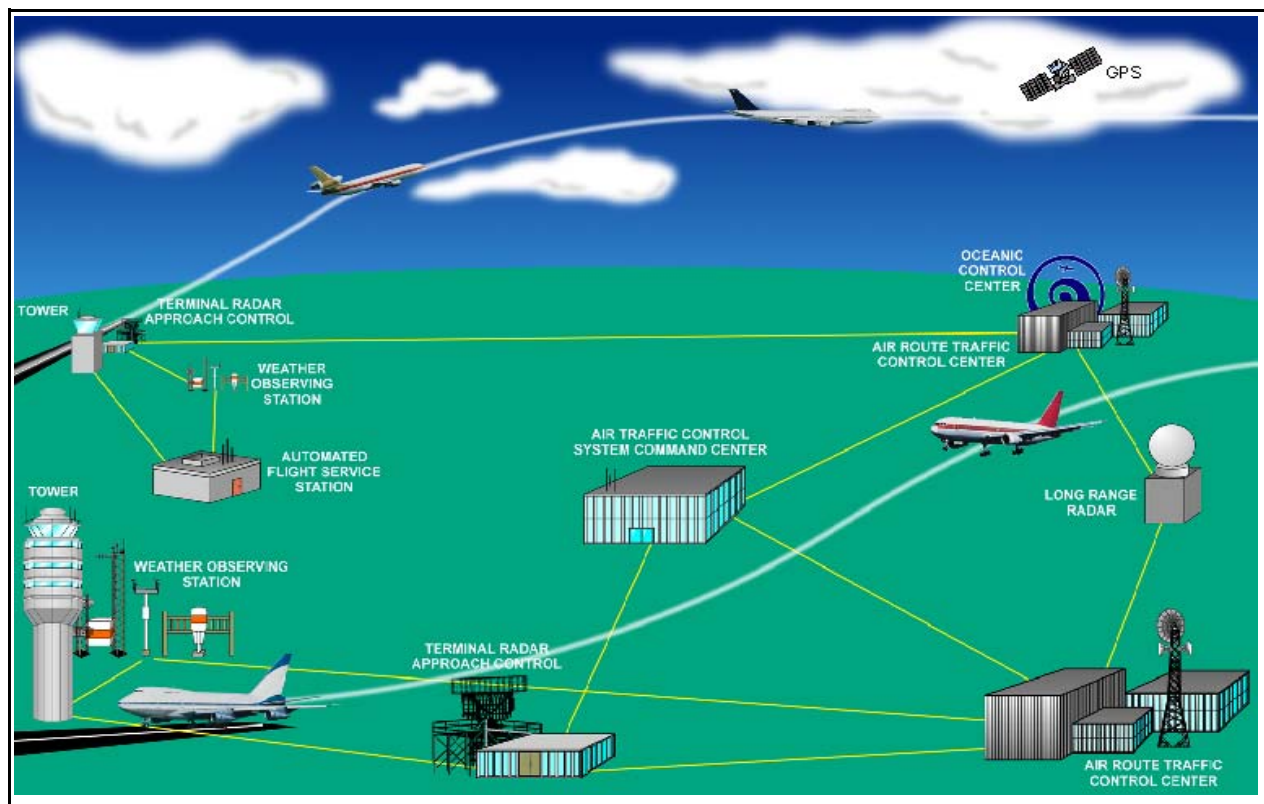 GPS
OCEANIC
CONTROL
CENTER
TOWER
TERMINAL RADAR
APPROACH CONTROL
AIR ROUTE TRAFFIC
CONTROL CENTER
WEATHER
OBSERVING
STATION
AIR TRAFFIC CONTROL
SYSTEM COMMAND CENTER
AUTOMATED
FLIGHT SERVICE
STATION
TOWER
LONG RANGE
RADAR
WEATHER OBSERVING
STATION
TERMINAL RADAR
APPROACH CONTROL
AIR ROUTE TRAFFIC
CONTROL CENTER